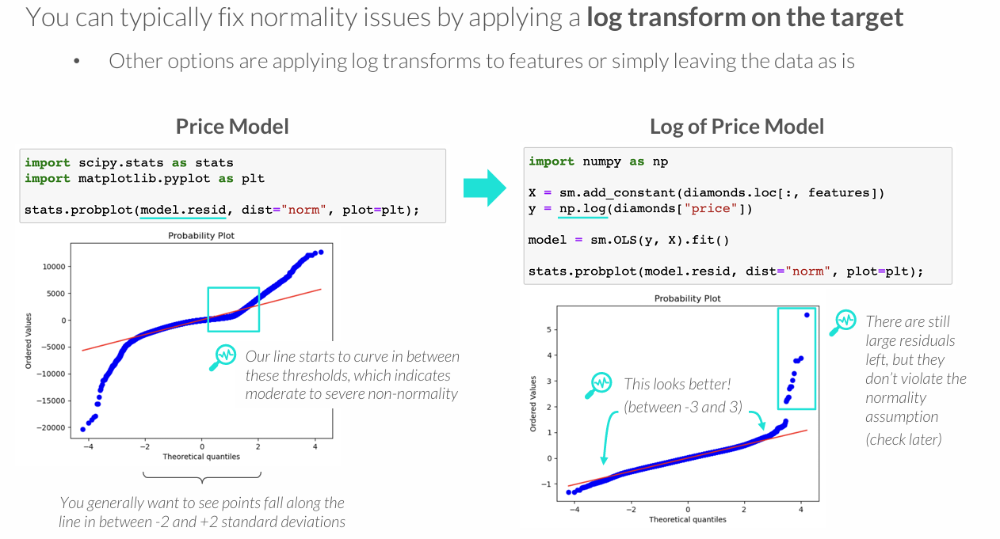 You can typically fix normality issues by applying a log transform on the target
• Other options are applying log transforms to features or simply leaving the data as is
Price Model
import scipy.stats as stats
import matplotlib.pyplot as plt
stats.probplot(model.resid, dist="norm", plot=plt);
Probability Plot
10000
5000
0
−5000
−10000
−15000
−20000
Ordered Values
−4
−2
0
2
4
Theoretical quantiles
Our line starts to curve in between
these thresholds, which indicates
moderate to severe non-normality
You generally want to see points fall along the
line in between -2 and +2 standard deviations
Log of Price Model
import numpy as np
X = sm.add_constant(diamonds.loc[:, features])
y = np.log(diamonds["price"])
model = sm.OLS(y, X).fit()
stats.probplot(model.resid, dist="norm", plot=plt);
Probability Plot
5
4
3
2
1
0
−1
Ordered Values
−4
−2
0
2
4
Theoretical quantiles
This looks better!
(between -3 and 3)
There are still
large residuals
left, but they
don’t violate the
normality
assumption
(check later)